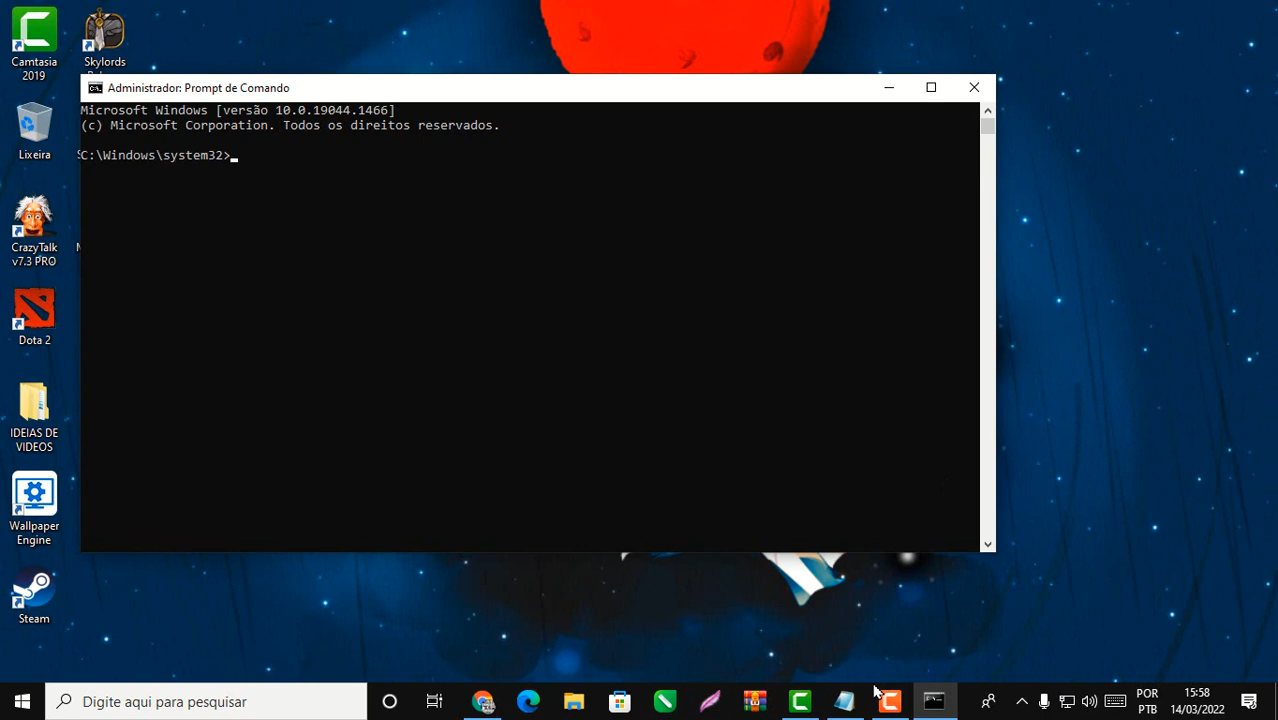 Camtasia
2019
Skylords
Administrador: Prompt de Comando
Microsoft Windows [versão 10.0.19044.1466]
(c) Microsoft Corporation. Todos os direitos reservados.
C:\Windows\system32>
Lixeira
CrazyTalk
v7.3 PRO
Dota 2
IDEIAS DE
VIDEOS
Wallpaper
Engine
Steam
Digite aqui para pesquisar
POR
PTB
15:58
14/03/2022